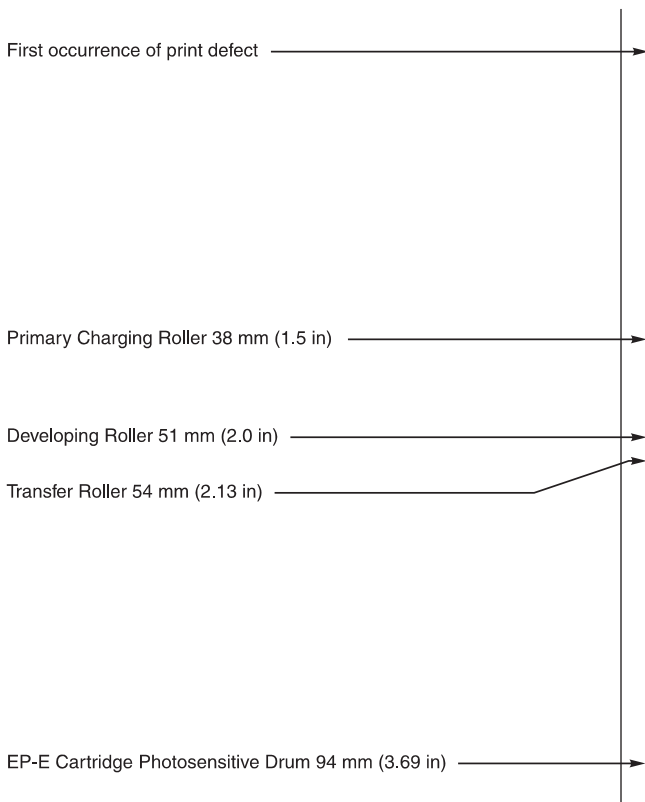 First occurrence of print defect
Primary Charging Roller 38 mm (1.5 in)
Developing Roller 51 mm (2.0 in)
Transfer Roller 54 mm (2.13 in)
EP-E Cartridge Photosensitive Drum 94 mm (3.69 in)